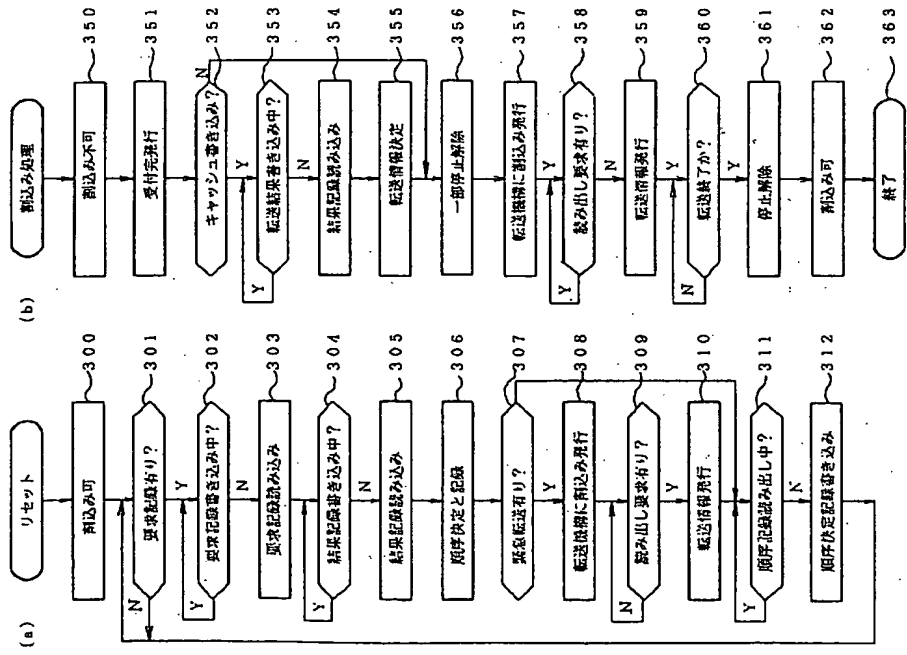 (a)
リセット
割込み可
300
要求記録有り?
301
N
Y
要求記録書き込み中?
302
Y
N
要求記録読み込み
303
結果記録書き込み中?
304
Y
N
結果記録読み込み
305
順序決定と記録
306
緊急転送有り?
307
Y
転送機構に割込み発行
308
読み出し要求有り?
309
N
Y
転送情報発行
310
順序記録読み出し中?
311
Y
N
順序決定記録書き込み
312
(b)
割込み処理
割込み不可
350
受付完発行
351
キャッシュ書き込み?
352
N
Y
転送結果書き込み中?
353
Y
N
結果記録読み込み
354
転送情報決定
355
一部停止解除
356
転送機構に割込み発行
357
Y
読み出し要求有り?
358
Y
N
転送情報発行
359
Y
転送終了か?
360
N
Y
停止解除
361
割込み可
362
終了
363